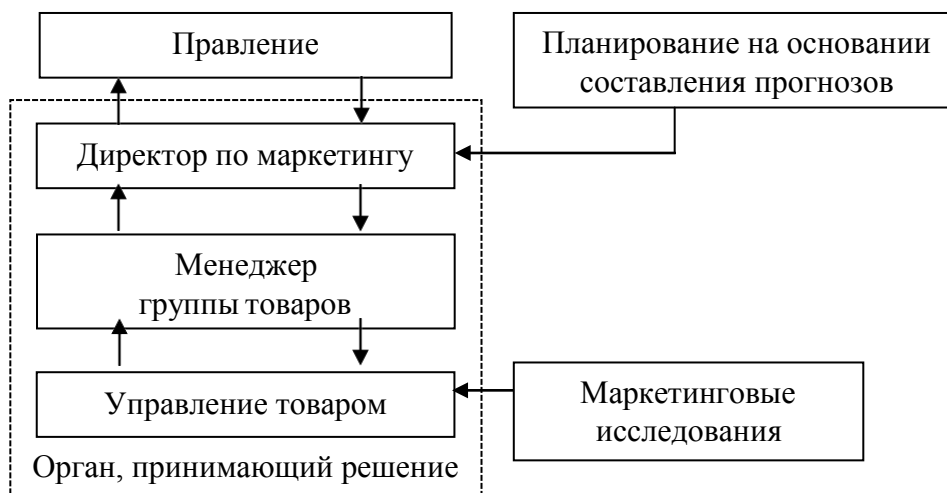 Правление
Планирование на основании
составления прогнозов
Директор по маркетингу
Менеджер
группы товаров
Управление товаром
Маркетинговые
исследования
Орган, принимающий решение